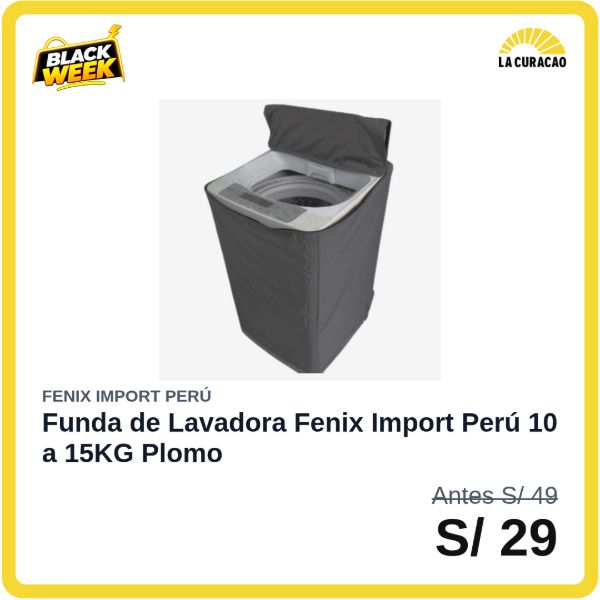 BLACK
WEEK
LA CURACAO
FENIX IMPORT PERÚ
Funda de Lavadora Fenix Import Perú 10
a 15KG Plomo
Antes S/ 49
S/ 29